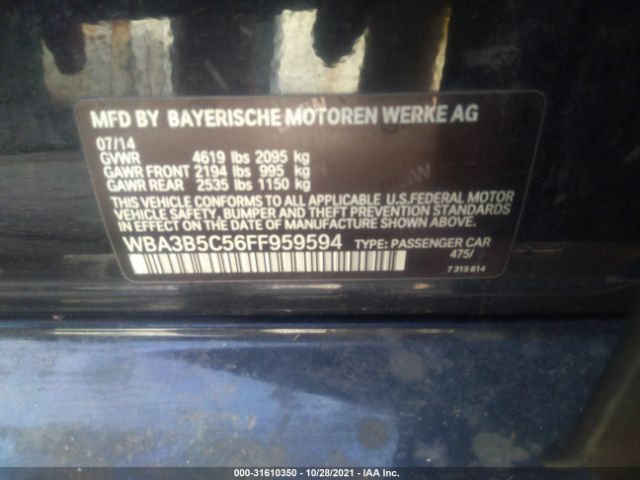 MFD BY BAYERISCHE MOTOREN WERKE AG
07/14
GVWR 4619 lbs 2095 kg
GAWR FRONT 2194 lbs 995 kg
GAWR REAR 2535 lbs 1150 kg
THIS VEHICLE CONFORMS TO ALL APPLICABLE U.S.FEDERAL MOTOR
VEHICLE SAFETY, BUMPER AND THEFT PREVENTION
STANDARDS IN EFFECT ON THE DATE OF MANUFACTURE SHOWN ABOVE.
WBA3B5C56FF959594 TYPE: PASSENGER CAR
475/
7 315 814
000-31610350 - 10/28/2021 - IAA Inc.